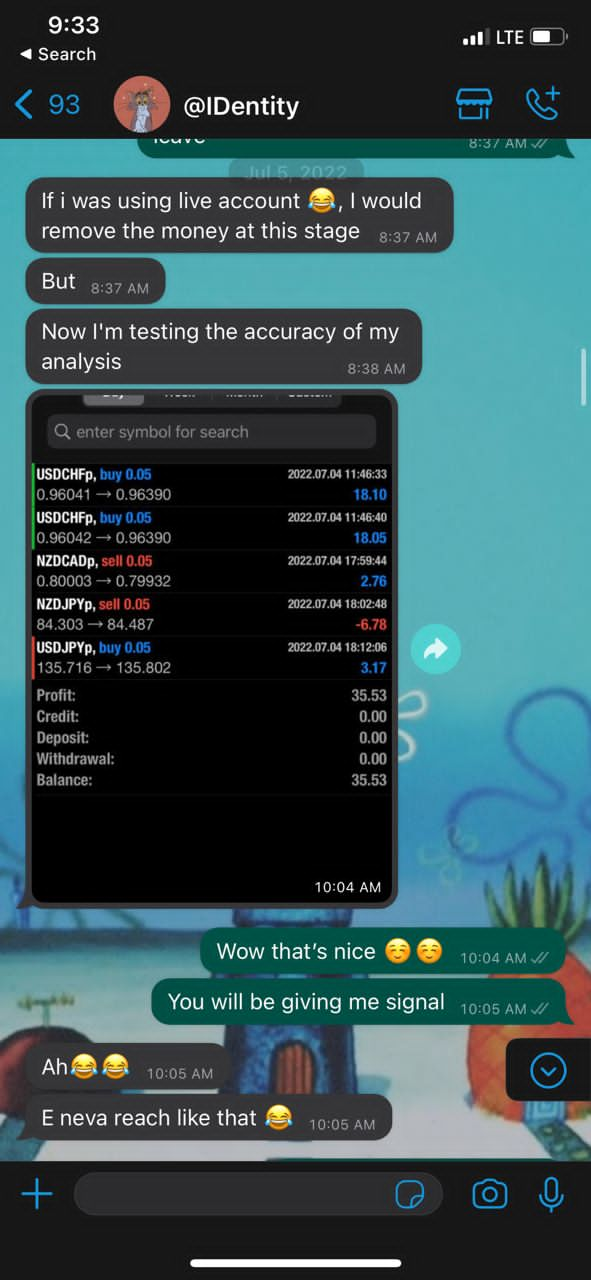 9:33
LTE
◀ Search
93
@IDentity
8:37 AM
Jul 5, 2022
If i was using live account 😂, I would
remove the money at this stage 8:37 AM
But 8:37 AM
Now I'm testing the accuracy of my
analysis 8:38 AM
enter symbol for search
USDCHFp, buy 0.05 2022.07.04 11:46:33
0.96041 → 0.96390 18.10
USDCHFp, buy 0.05 2022.07.04 11:46:40
0.96042 → 0.96390 18.05
NZDCADp, sell 0.05 2022.07.04 17:59:44
0.80003 → 0.79932 2.76
NZDJPYp, sell 0.05 2022.07.04 18:02:48
84.303 → 84.487 -6.78
USDJPYp, buy 0.05 2022.07.04 18:12:06
135.716 → 135.802 3.17
Profit: 35.53
Credit: 0.00
Deposit: 0.00
Withdrawal: 0.00
Balance: 35.53
10:04 AM
Wow that's nice ☺️☺️ 10:04 AM
You will be giving me signal 10:05 AM
Ah😂😂 10:05 AM
E neva reach like that 😂 10:05 AM